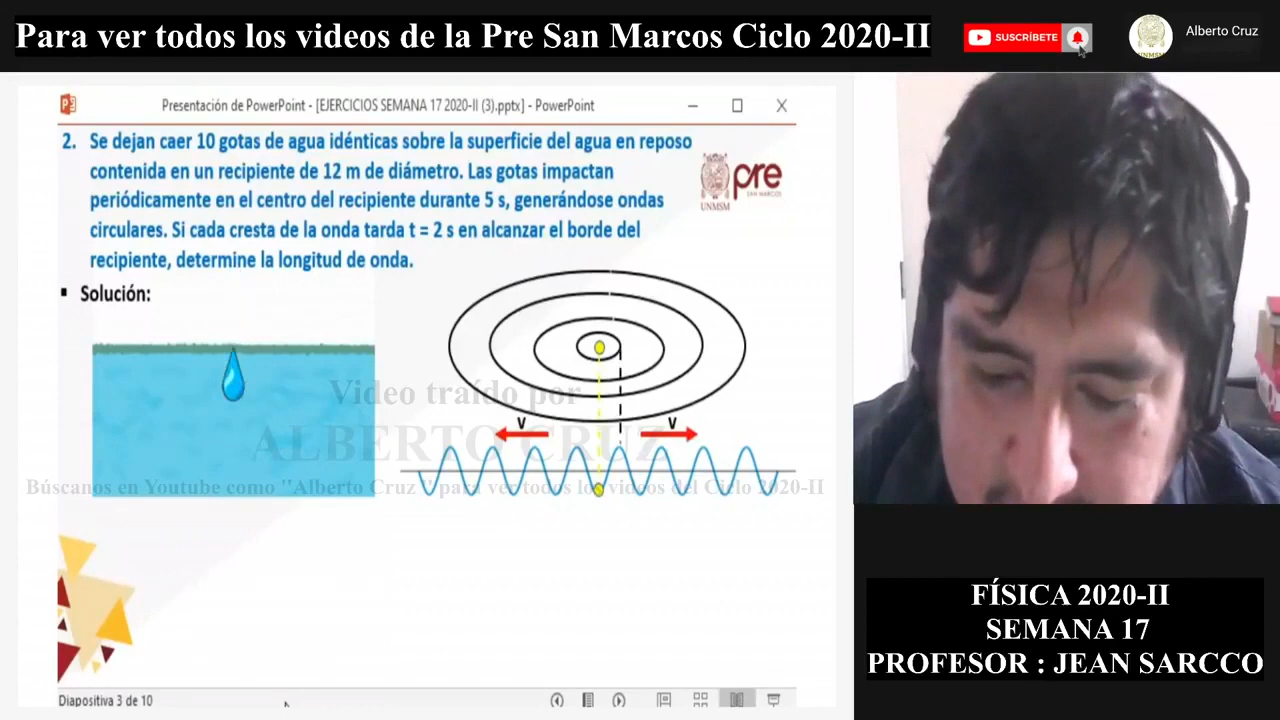 Para ver todos los videos de la Pre San Marcos Ciclo 2020-II
SUSCRÍBETE
Alberto Cruz
UNMSM
Presentación de PowerPoint - [EJERCICIOS SEMANA 17 2020-II (3).pptx] - PowerPoint
2. Se dejan caer 10 gotas de agua idénticas sobre la superficie del agua en reposo
contenida en un recipiente de 12 m de diámetro. Las gotas impactan
periódicamente en el centro del recipiente durante 5 s, generándose ondas
circulares. Si cada cresta de la onda tarda t = 2 s en alcanzar el borde del
recipiente, determine la longitud de onda.
pre
SAN MARCOS
UNMSM
▪ Solución:
Video traído por
ALBERTO CRUZ
v
v
Búscanos en Youtube como "Alberto Cruz" para ver todos los videos del Ciclo 2020-II
FÍSICA 2020-II
SEMANA 17
PROFESOR : JEAN SARCCO
Diapositiva 3 de 10